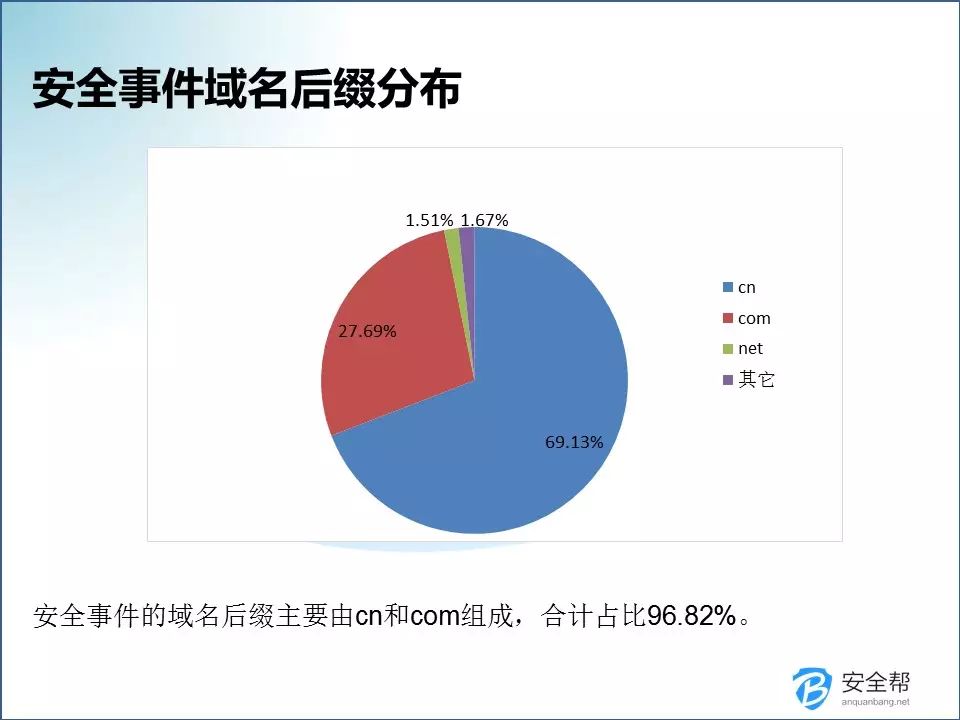 安全事件域名后缀分布
1.51% 1.67%
cn
com
27.69%
net
其它
69.13%
安全事件的域名后缀主要由cn和com组成，合计占比96.82%。
安全帮
anquanbang.net